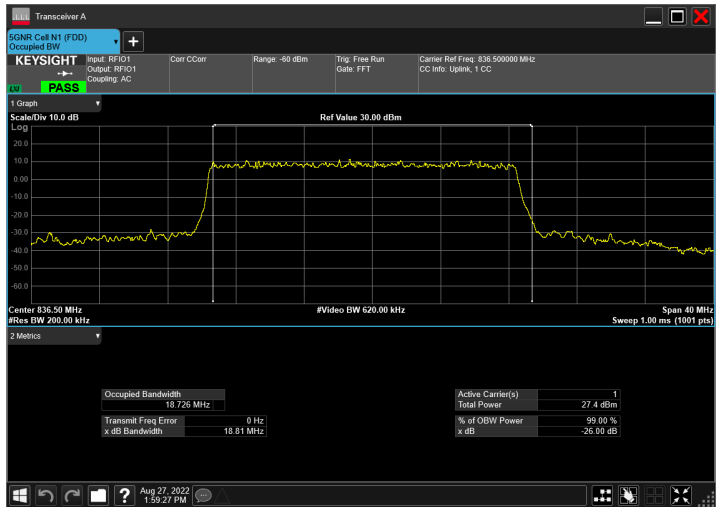 Transceiver A
5GNR Cell N1 (FDD)
Occupied BW
KEYSIGHT
Input: RFIO1
Output: RFIO1
Coupling: AC
Corr CCorr
Range: -60 dBm
Trig: Free Run
Gate: FFT
Carrier Ref Freq: 836.500000 MHz
CC Info: Uplink, 1 CC
LXI
PASS
1 Graph
Scale/Div 10.0 dB
Ref Value 30.00 dBm
Log
20.0
10.0
0.00
-10.0
-20.0
-30.0
-40.0
-50.0
-60.0
Center 836.50 MHz
#Video BW 620.00 kHz
Span 40 MHz
#Res BW 200.00 kHz
Sweep 1.00 ms (1001 pts)
2 Metrics
Occupied Bandwidth
18.726 MHz
Transmit Freq Error 0 Hz
x dB Bandwidth 18.81 MHz
Active Carrier(s) 1
Total Power 27.4 dBm
% of OBW Power 99.00 %
x dB -26.00 dB
?
Aug 27, 2022
1:59:27 PM